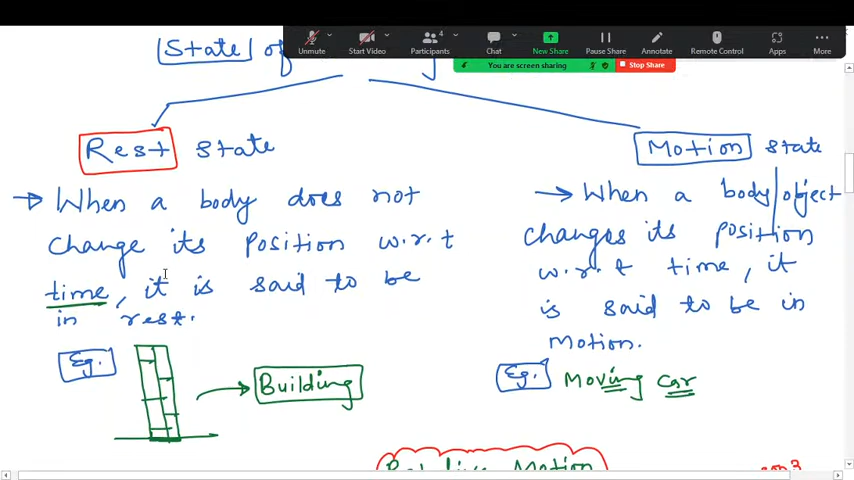 Unmute
Start Video
Participants
4
Chat
New Share
Pause Share
Annotate
Remote Control
Apps
More
You are screen sharing
Stop Share
State of
Rest state
→ When a body does not
change its position w.r.t
time, it is said to be
in rest.
Eg.
Building
Motion state
→ When a body/object
changes its position
w.r.t time, it
is said to be in
Motion.
Eg. Moving car
Motion